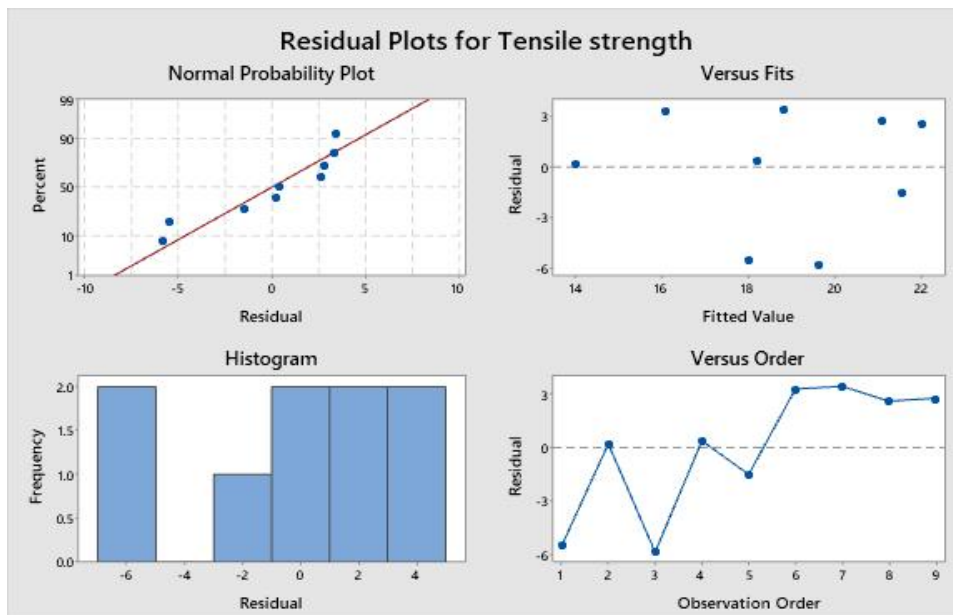 Residual Plots for Tensile strength
Normal Probability Plot
Versus Fits
99
90
50
10
1
Percent
-10 -5 0 5 10
Residual
3
0
-3
-6
Residual
14 16 18 20 22
Fitted Value
Histogram
Versus Order
2.0
1.5
1.0
0.5
0.0
Frequency
-6 -4 -2 0 2 4
Residual
3
0
-3
-6
Residual
1 2 3 4 5 6 7 8 9
Observation Order